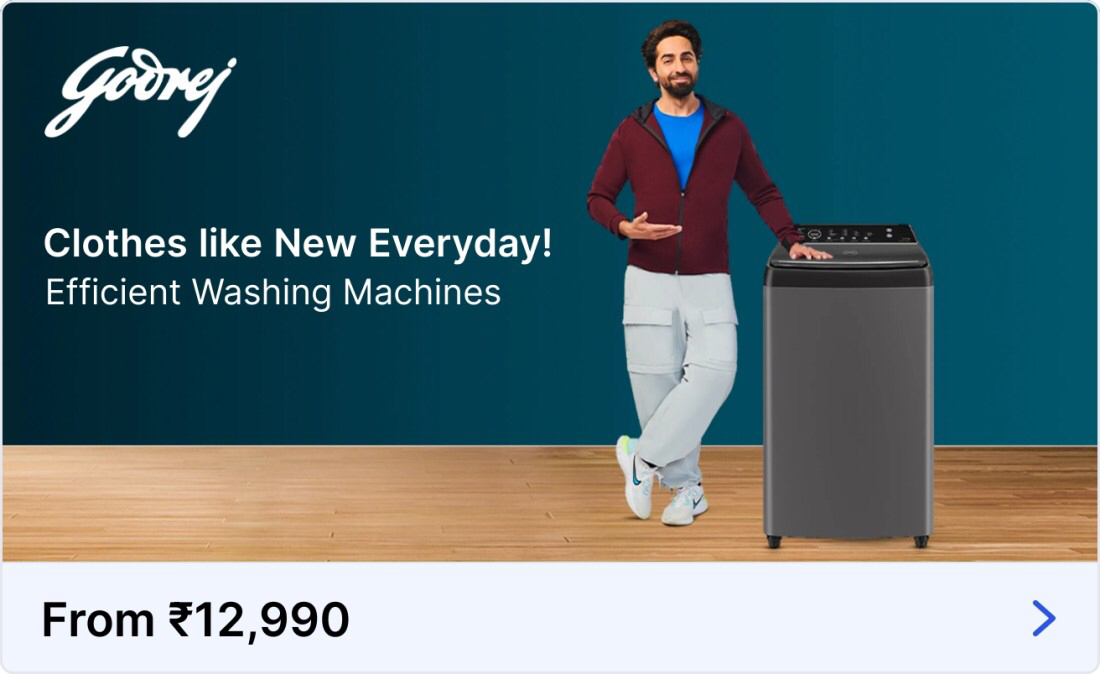 Godrej
Clothes like New Everyday!
Efficient Washing Machines
From ₹12,990